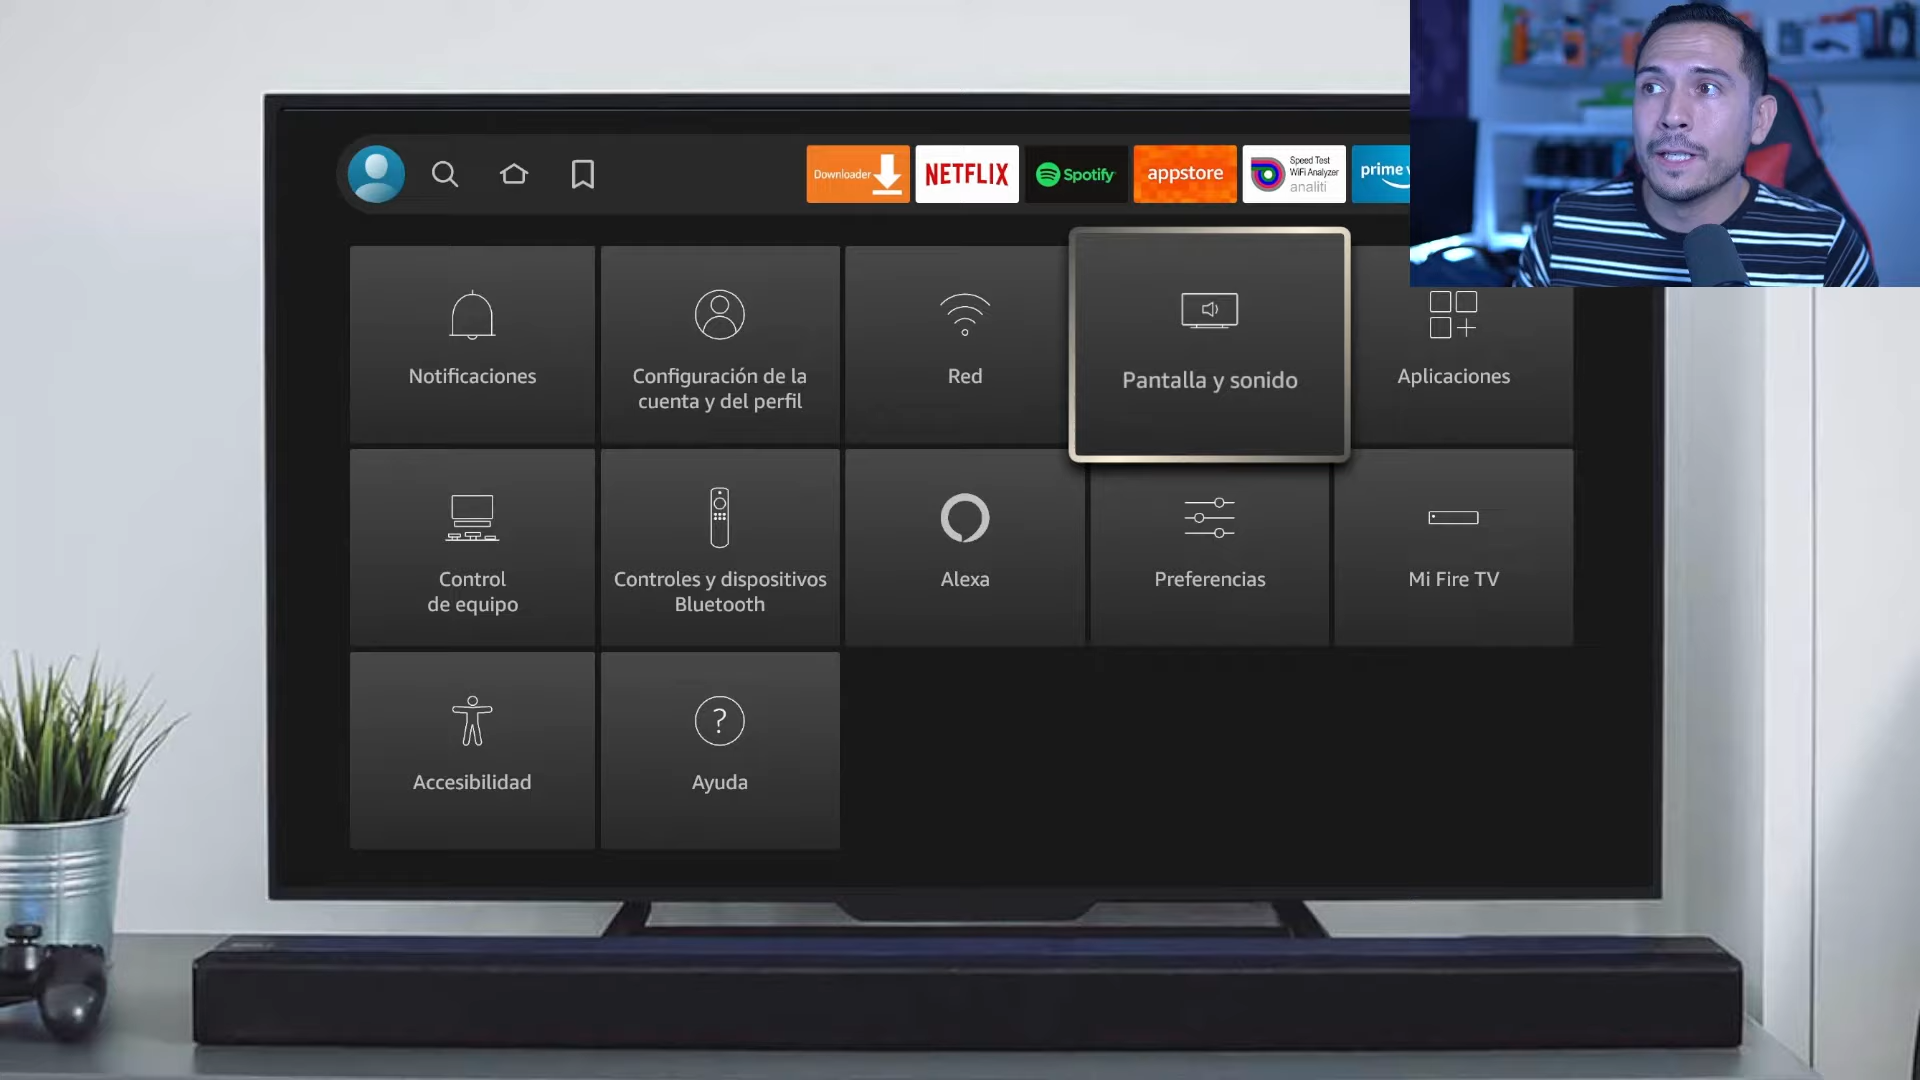 Downloader
NETFLIX
Spotify
appstore
Speed Test
WiFi Analyzer
analiti
prime
Notificaciones
Configuración de la
cuenta y del perfil
Red
Pantalla y sonido
Aplicaciones
Control
de equipo
Controles y dispositivos
Bluetooth
Alexa
Preferencias
Mi Fire TV
Accesibilidad
?
Ayuda